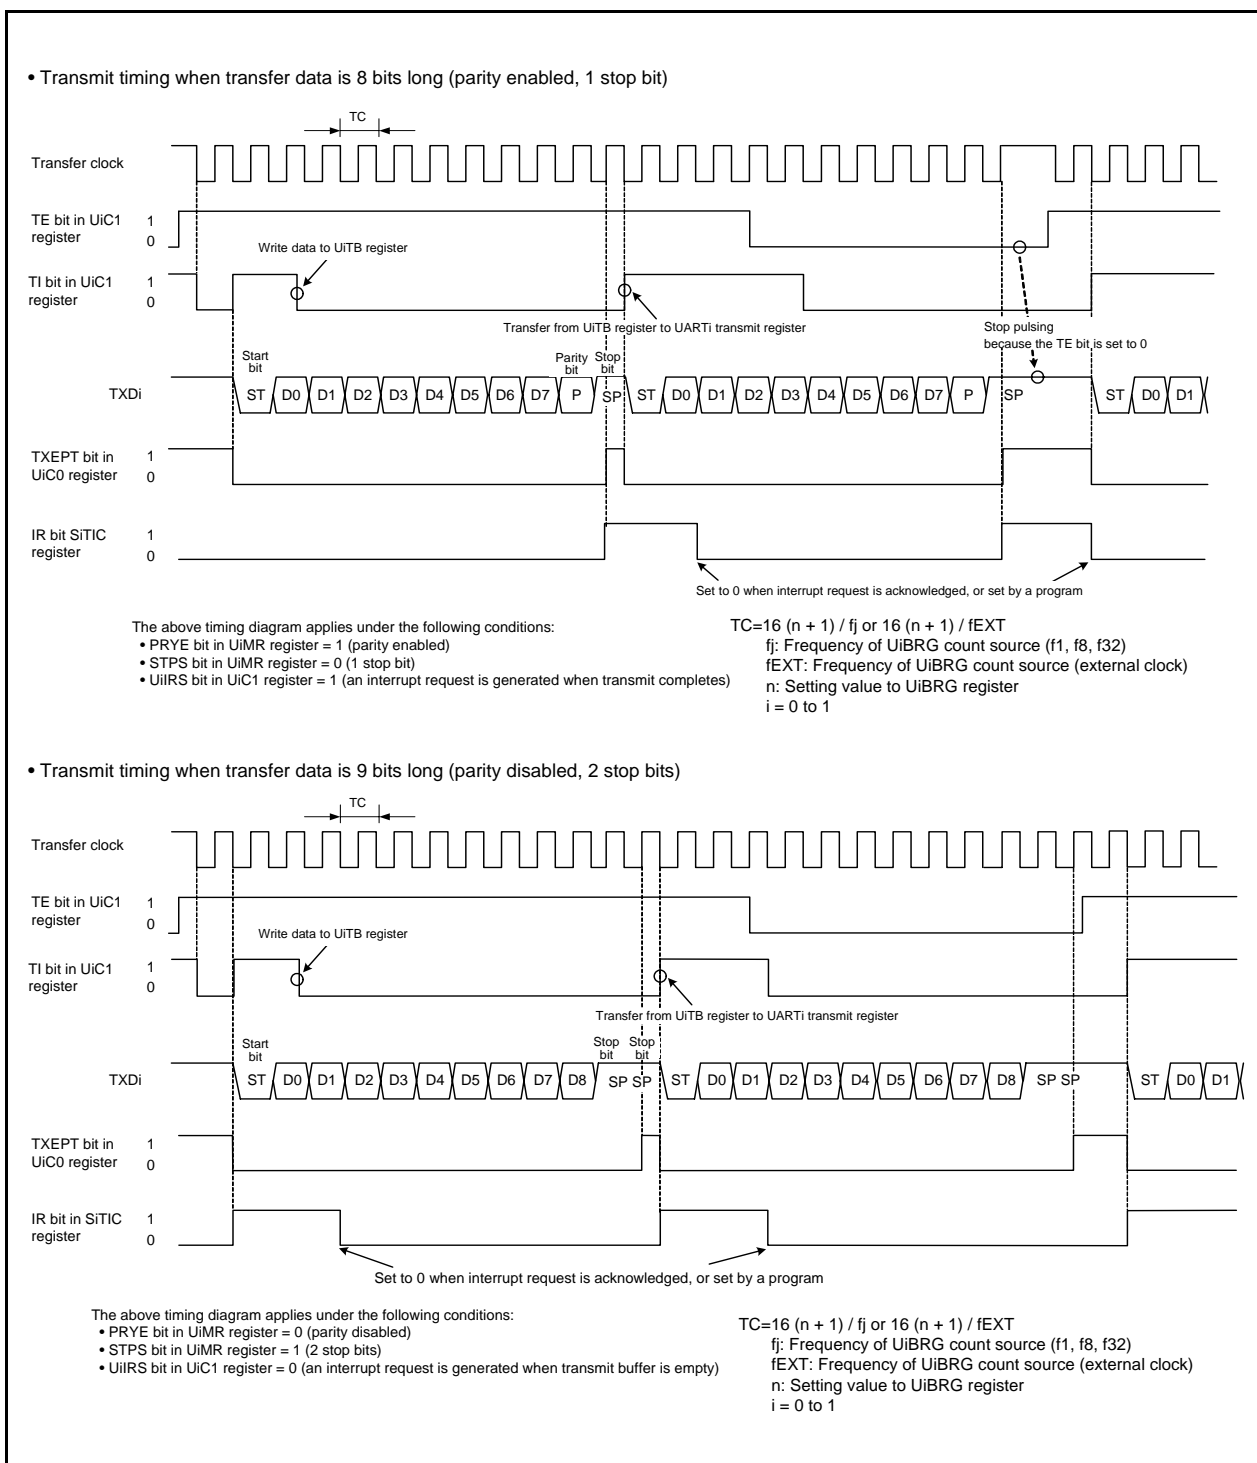 • Transmit timing when transfer data is 8 bits long (parity enabled, 1 stop bit)
TC
Transfer clock
TE bit in UiC1
register
1
0
Write data to UiTB register
TI bit in UiC1
register
1
0
Transfer from UiTB register to UARTi transmit register
Stop pulsing
because the TE bit is set to 0
Start
bit
Parity
bit
Stop
bit
TXDi
ST D0 D1 D2 D3 D4 D5 D6 D7 P SP ST D0 D1 D2 D3 D4 D5 D6 D7 P SP ST D0 D1
TXEPT bit in
UiC0 register
1
0
IR bit SiTIC
register
1
0
Set to 0 when interrupt request is acknowledged, or set by a program
The above timing diagram applies under the following conditions:
• PRYE bit in UiMR register = 1 (parity enabled)
• STPS bit in UiMR register = 0 (1 stop bit)
• UiIRS bit in UiC1 register = 1 (an interrupt request is generated when transmit completes)
TC=16 (n + 1) / fj or 16 (n + 1) / fEXT
fj: Frequency of UiBRG count source (f1, f8, f32)
fEXT: Frequency of UiBRG count source (external clock)
n: Setting value to UiBRG register
i = 0 to 1
• Transmit timing when transfer data is 9 bits long (parity disabled, 2 stop bits)
TC
Transfer clock
TE bit in UiC1
register
1
0
Write data to UiTB register
TI bit in UiC1
register
1
0
Transfer from UiTB register to UARTi transmit register
Start
bit
Stop
bit
Stop
bit
TXDi
ST D0 D1 D2 D3 D4 D5 D6 D7 D8 SP SP ST D0 D1 D2 D3 D4 D5 D6 D7 D8 SP SP ST D0 D1
TXEPT bit in
UiC0 register
1
0
IR bit in SiTIC
register
1
0
Set to 0 when interrupt request is acknowledged, or set by a program
The above timing diagram applies under the following conditions:
• PRYE bit in UiMR register = 0 (parity disabled)
• STPS bit in UiMR register = 1 (2 stop bits)
• UiIRS bit in UiC1 register = 0 (an interrupt request is generated when transmit buffer is empty)
TC=16 (n + 1) / fj or 16 (n + 1) / fEXT
fj: Frequency of UiBRG count source (f1, f8, f32)
fEXT: Frequency of UiBRG count source (external clock)
n: Setting value to UiBRG register
i = 0 to 1